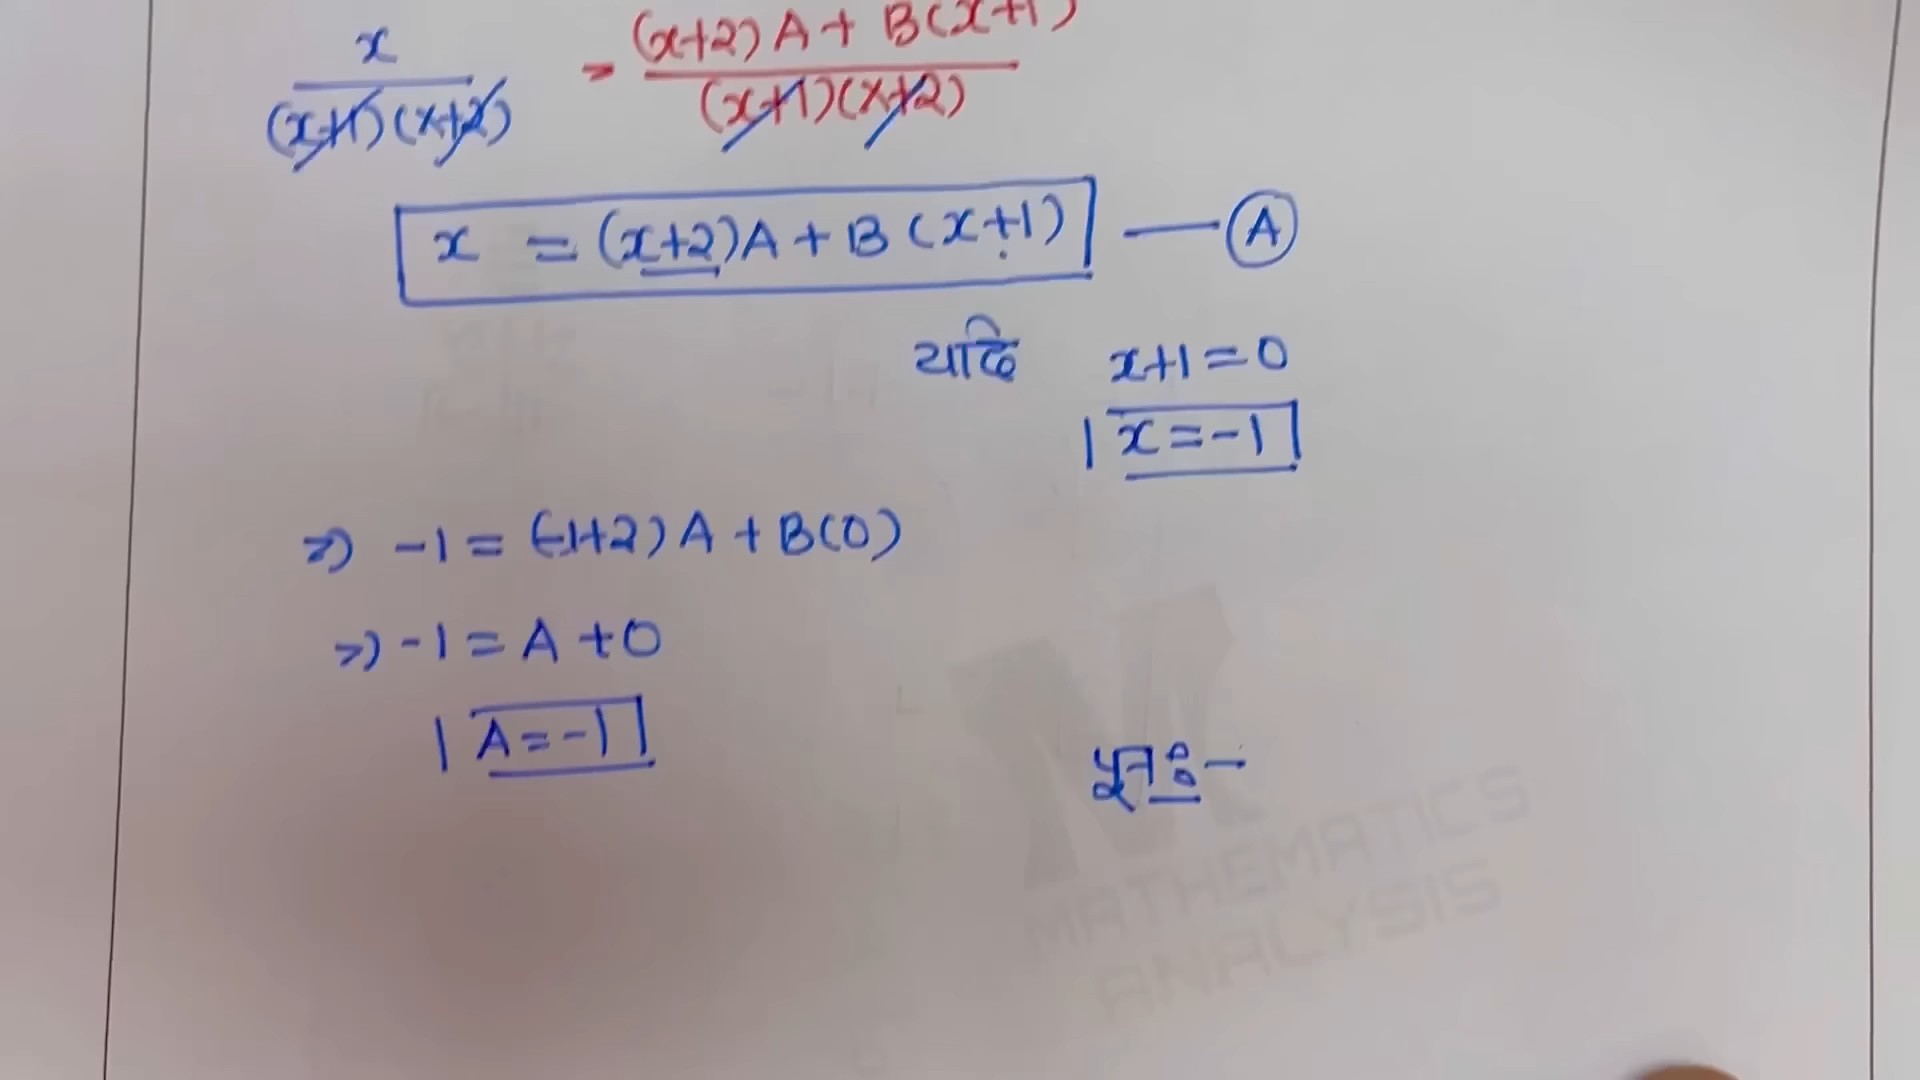 x/(x+1)(x+2) = (x+2)A + B(x+1)/(x+1)(x+2)
x = (x+2)A + B(x+1) — A
यदि x+1=0
x=-1
⇒ -1 = (-1+2)A + B(0)
⇒ -1 = A+0
A=-1
पुनः-
MATHEMATICS
ANALYSIS